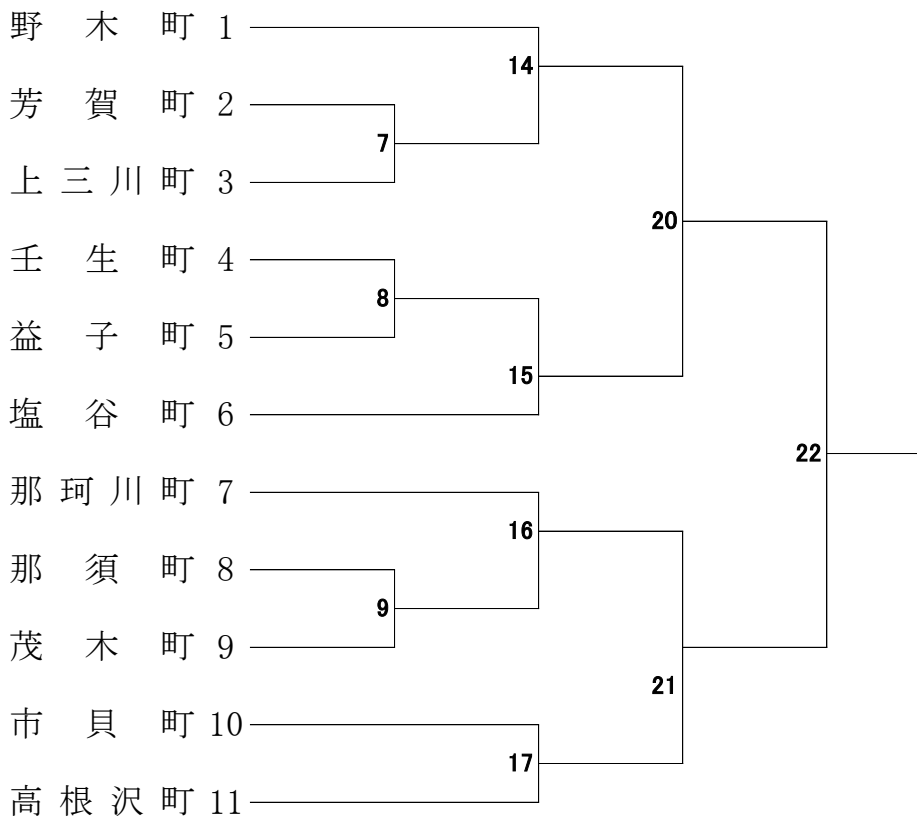 野木町 1
14
芳賀町 2
7
上三川町 3
20
壬生町 4
8
益子町 5
15
塩谷町 6
22
那珂川町 7
16
那須町 8
9
茂木町 9
21
市貝町 10
17
高根沢町 11